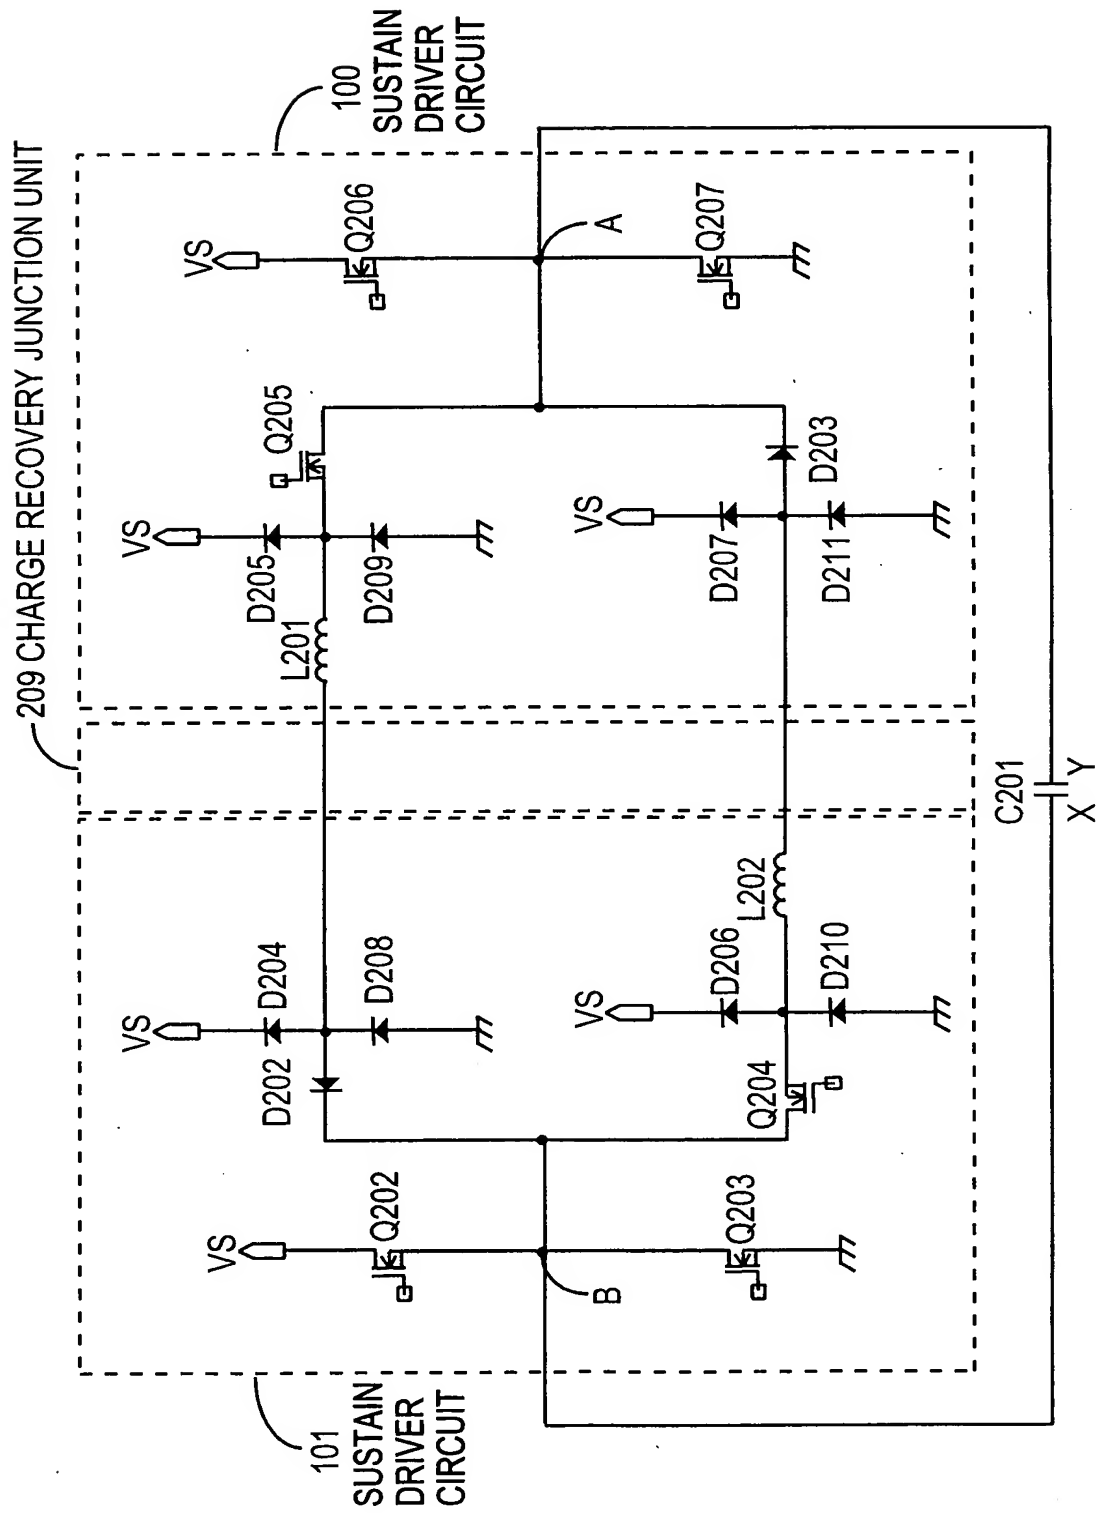 209 CHARGE RECOVERY JUNCTION UNIT
101
SUSTAIN
DRIVER
CIRCUIT
100
SUSTAIN
DRIVER
CIRCUIT
VS
VS
VS
VS
D202
D204
L201
D205
Q205
Q206
Q202
D208
D209
B
VS
VS
A
Q203
Q204
D206
L202
D207
Q207
D210
D211
D203
C201
X
Y